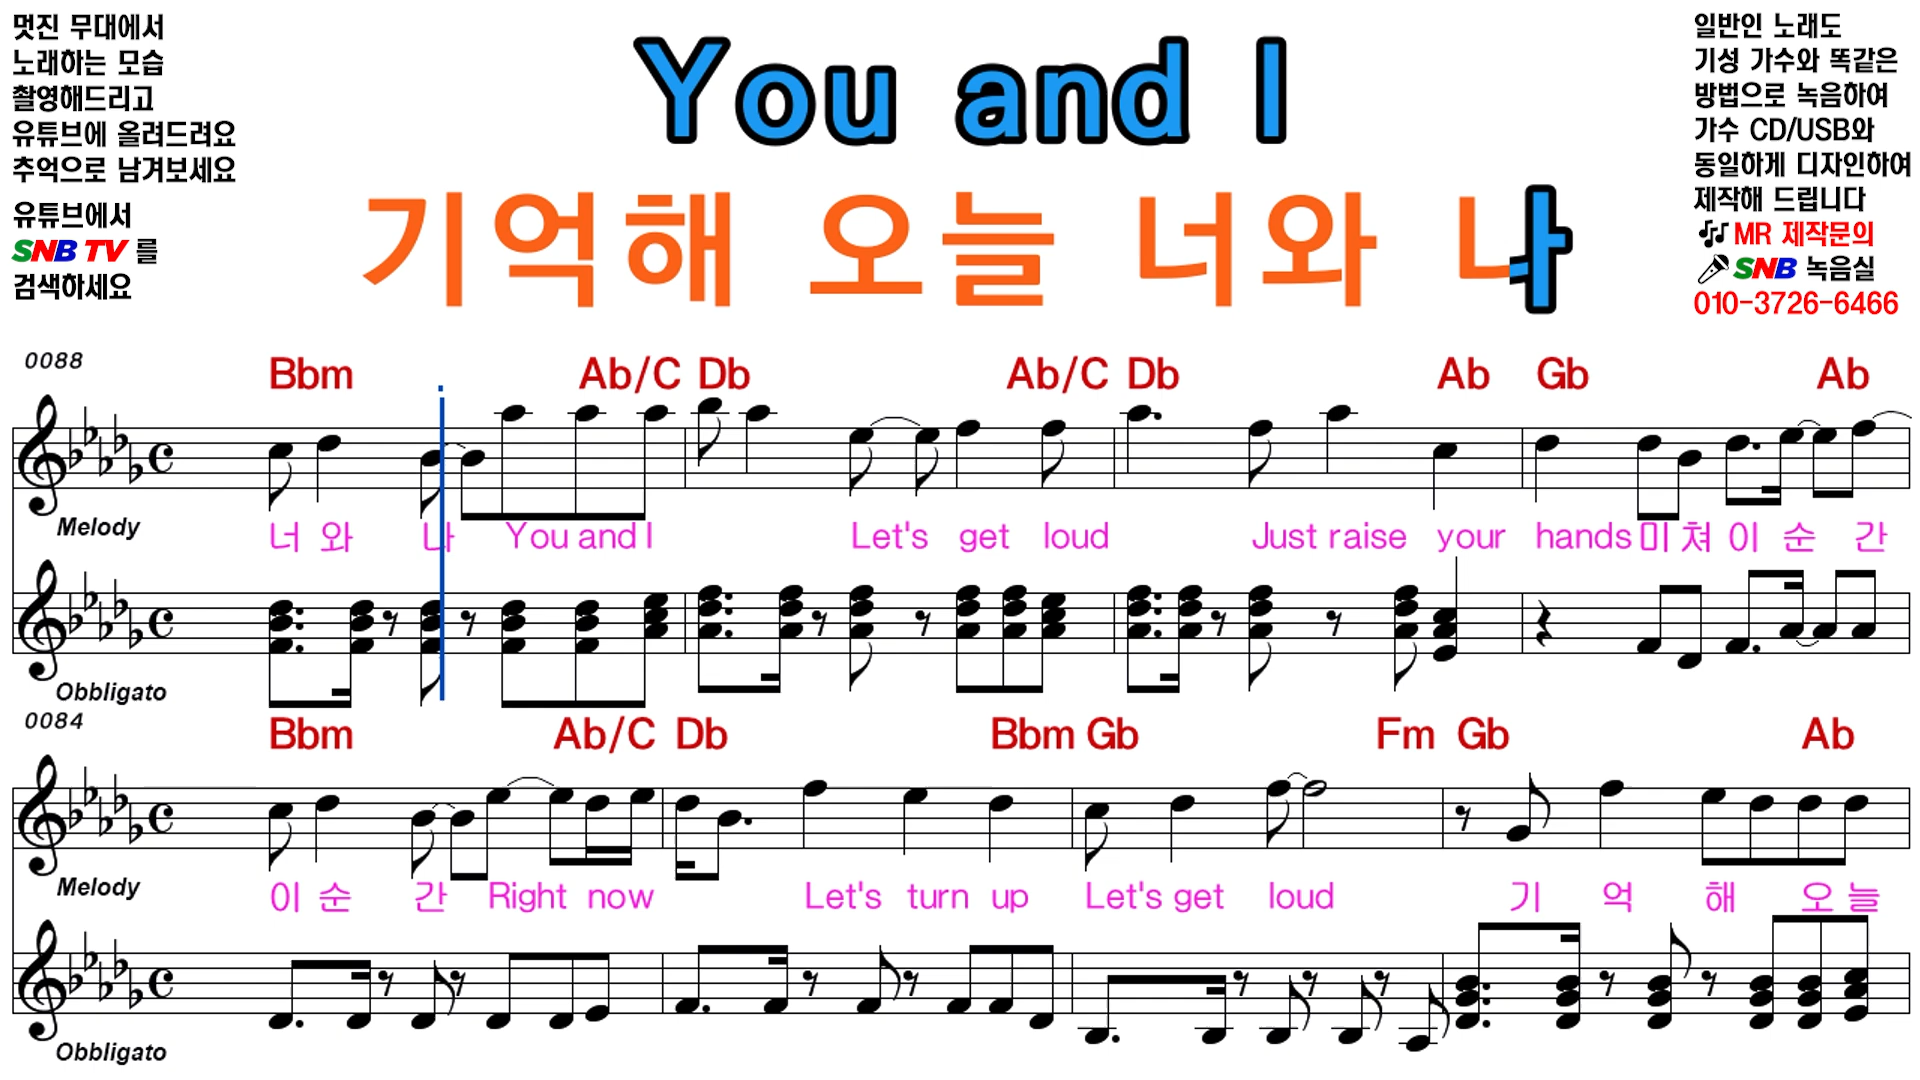 멋진 무대에서
노래하는 모습
촬영해드리고
유튜브에 올려드려요
추억으로 남겨보세요
유튜브에서
SNB TV 를
검색하세요
You and I
기억해 오늘 너와 나
일반인 노래도
기성 가수와 똑같은
방법으로 녹음하여
가수 CD/USB와
동일하게 디자인하여
제작해 드립니다
MR 제작문의
SNB 녹음실
010-3726-6466
0088
Bbm Ab/C Db Ab/C Db Ab Gb Ab
Melody
너 와 나 You and I Let's get loud Just raise your hands 미 쳐 이 순 간
Obbligato
0084
Bbm Ab/C Db Bbm Gb Fm Gb Ab
Melody
이 순 간 Right now Let's turn up Let's get loud 기 억 해 오 늘
Obbligato